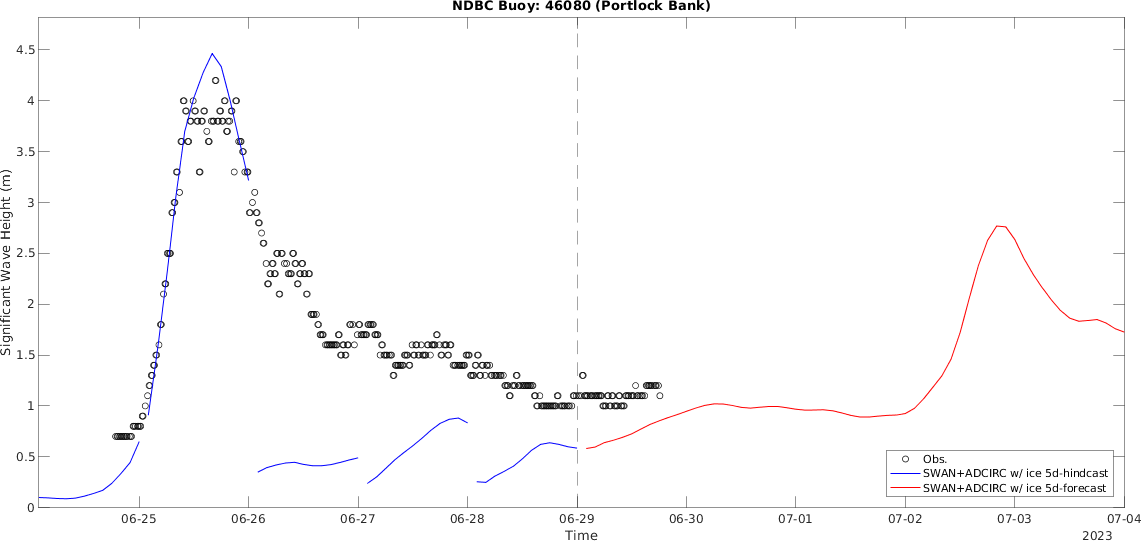 NDBC Buoy: 46080 (Portlock Bank)
Significant Wave Height (m)
4.5
4
3.5
3
2.5
2
1.5
1
0.5
0
Obs.
SWAN+ADCIRC w/ ice 5d-hindcast
SWAN+ADCIRC w/ ice 5d-forecast
06-25 06-26 06-27 06-28 06-29 06-30 07-01 07-02 07-03 07-04
Time
2023